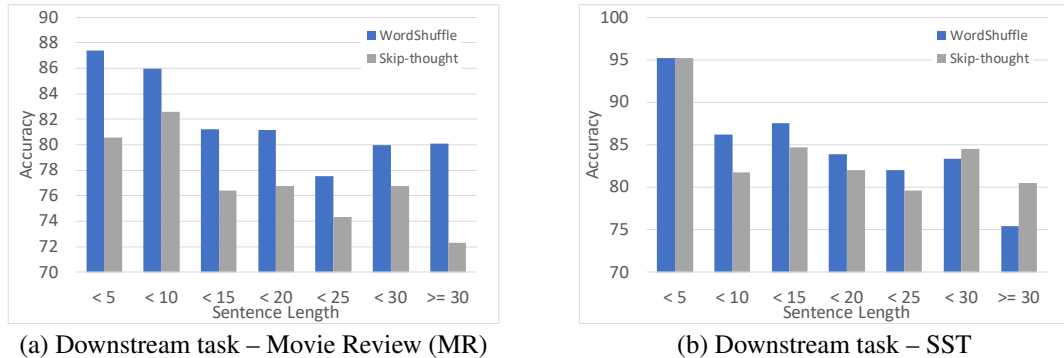 90
88
86
84
82
80
78
76
74
72
70
Accuracy
WordShuffle
Skip-thought
< 5 < 10 < 15 < 20 < 25 < 30 >= 30
Sentence Length
(a) Downstream task – Movie Review (MR)
100
95
90
85
80
75
70
Accuracy
WordShuffle
Skip-thought
< 5 < 10 < 15 < 20 < 25 < 30 >= 30
Sentence Length
(b) Downstream task – SST